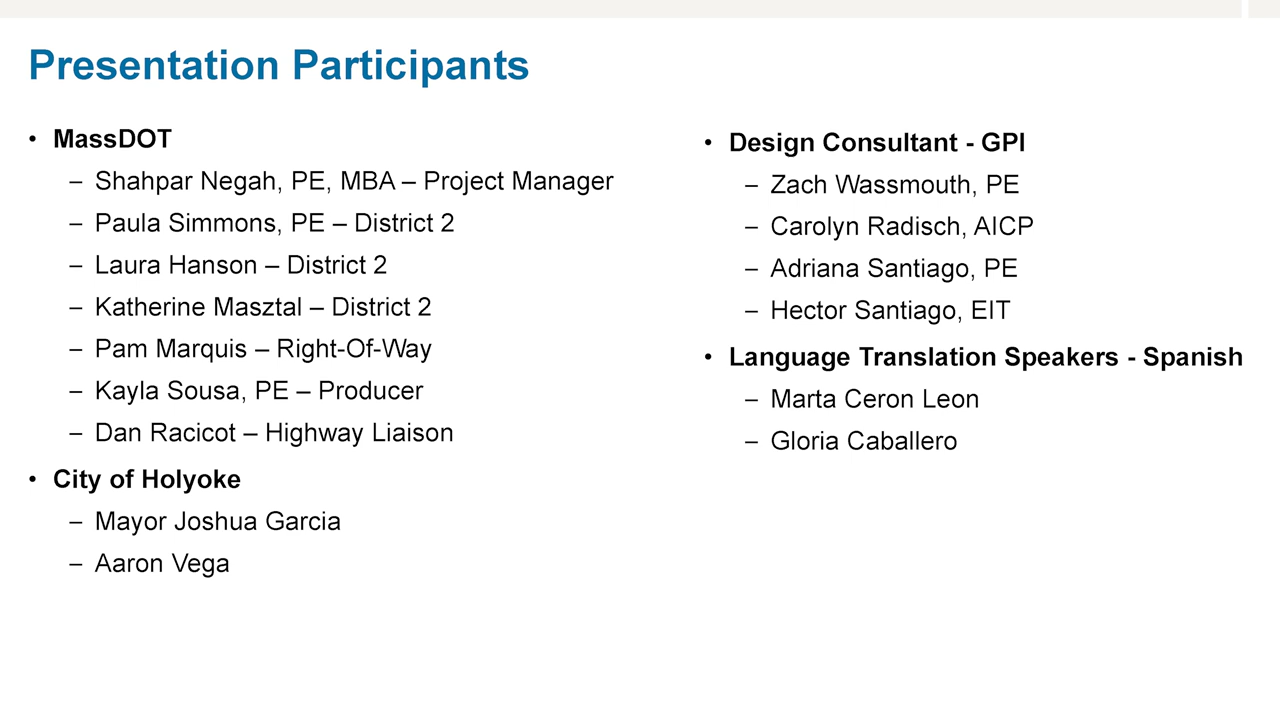 Presentation Participants
• MassDOT
– Shahpar Negah, PE, MBA – Project Manager
– Paula Simmons, PE – District 2
– Laura Hanson – District 2
– Katherine Masztal – District 2
– Pam Marquis – Right-Of-Way
– Kayla Sousa, PE – Producer
– Dan Racicot – Highway Liaison
• City of Holyoke
– Mayor Joshua Garcia
– Aaron Vega
• Design Consultant - GPI
– Zach Wassmouth, PE
– Carolyn Radisch, AICP
– Adriana Santiago, PE
– Hector Santiago, EIT
• Language Translation Speakers - Spanish
– Marta Ceron Leon
– Gloria Caballero